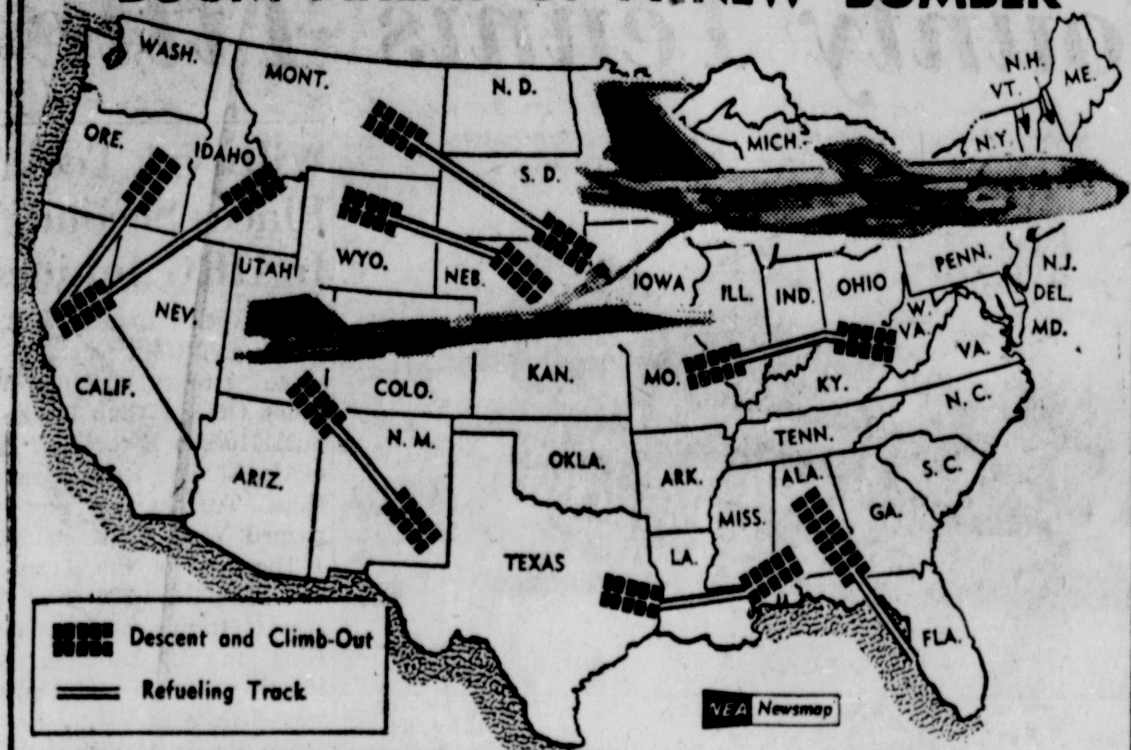 NEW BOMBER
WASH.
MONT.
N. D.
N.H.
VT.
ME.
ORE.
IDAHO
MICH.
N.Y.
S. D.
WYO.
UTAH
NEB.
IOWA
ILL.
IND.
OHIO
PENN.
N.J.
DEL.
MD.
W.
VA.
VA.
NEV.
CALIF.
COLO.
KAN.
MO.
KY.
N. C.
TENN.
N. M.
ARIZ.
OKLA.
ARK.
S. C.
ALA.
MISS.
GA.
TEXAS
LA.
FLA.
Descent and Climb-Out
Refueling Track
NEA Newsmap